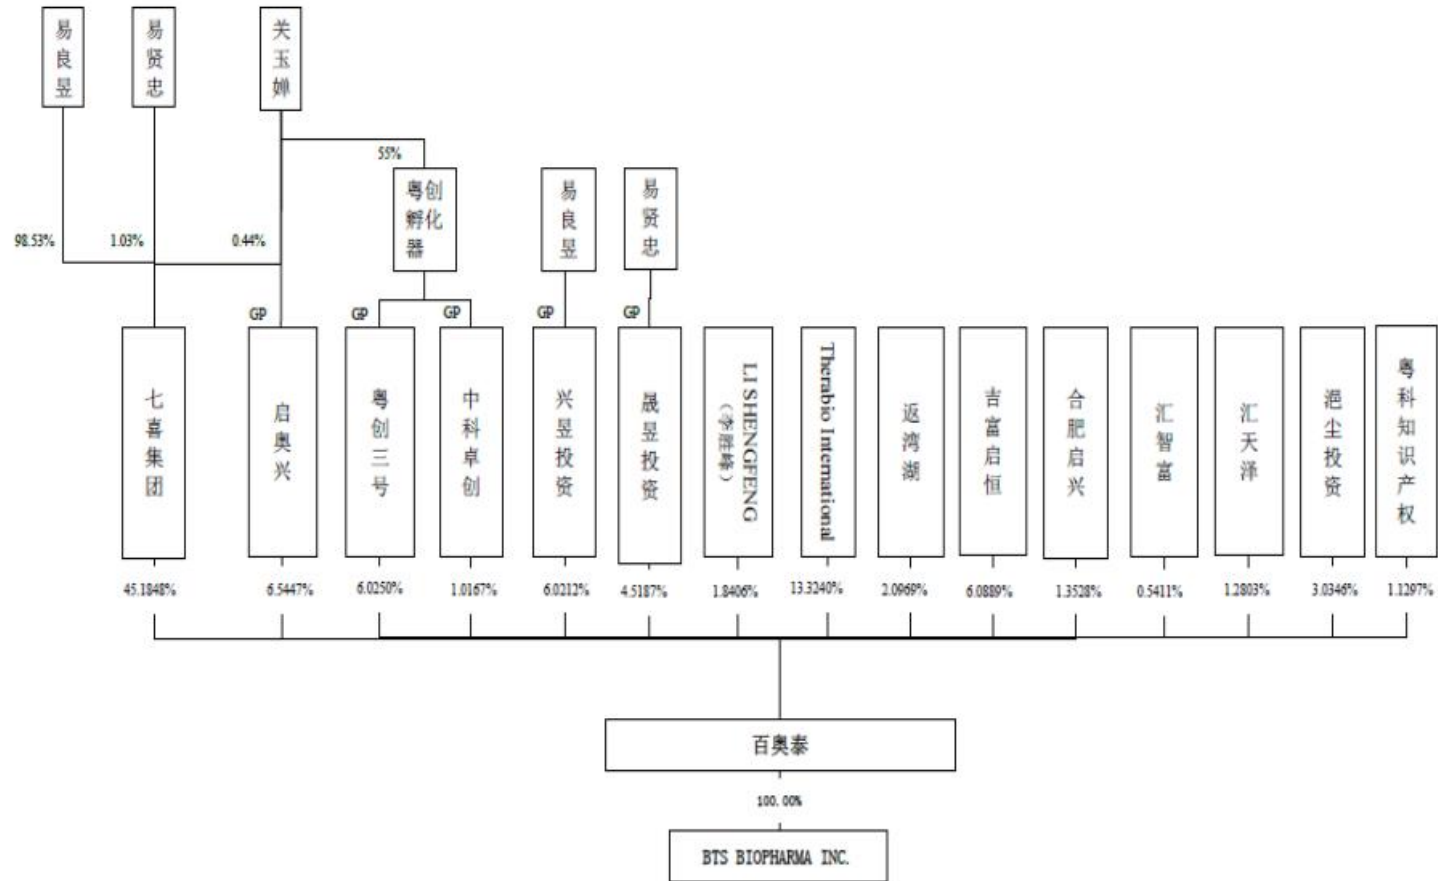 易良昱
易贤忠
关玉婵
55%
粤创
孵化
器
易良昱
易贤忠
98.53%
1.03%
0.44%
GP
GP
GP
GP
GP
七喜集团
启奥兴
粤创三号
中科卓创
兴昱投资
晟昱投资
LI SHENGFENG
（李胜峰）
Therabio International
返湾湖
吉富启恒
合肥启兴
汇智富
汇天泽
浥尘投资
粤科知识产权
45.1848%
6.5447%
6.0250%
1.0167%
6.0212%
4.5187%
1.8406%
13.3240%
2.0969%
6.0889%
1.3528%
0.5411%
1.2803%
3.0346%
1.1297%
百奥泰
100.00%
BTS BIOPHARMA INC.